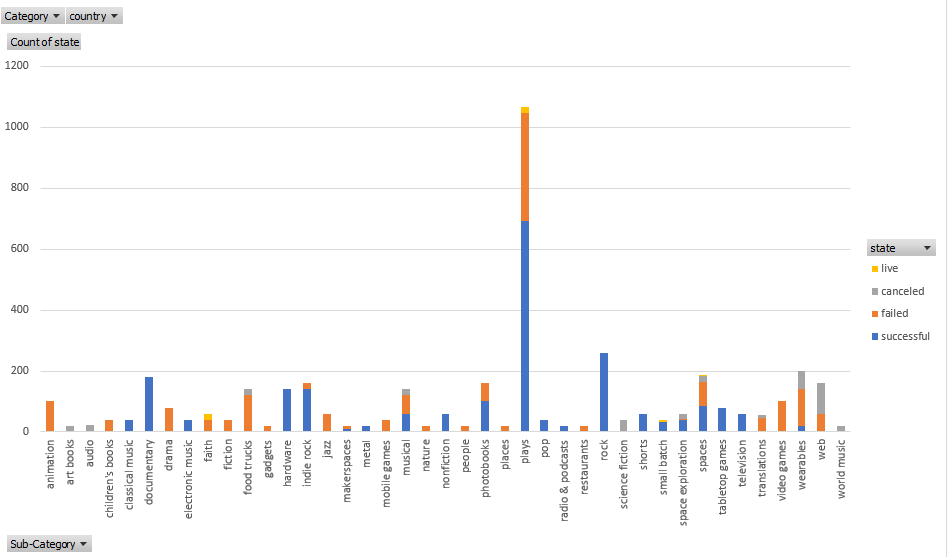 Category
country
Count of state
1200
1000
800
600
400
200
0
animation
art books
audio
children's books
classical music
documentary
drama
electronic music
faith
fiction
food trucks
gadgets
hardware
indie rock
jazz
makerspaces
metal
mobile games
musical
nature
nonfiction
people
photobooks
places
plays
pop
radio & podcasts
restaurants
rock
science fiction
shorts
small batch
space exploration
spaces
tabletop games
television
translations
video games
wearables
web
world music
state
live
canceled
failed
successful
Sub-Category